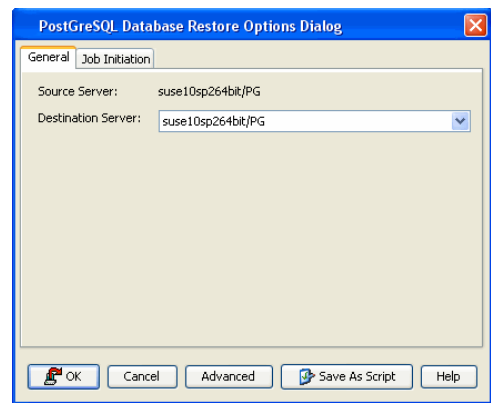 PostGreSQL Database Restore Options Dialog
General Job Initiation
Source Server: suse10sp264bit/PG
Destination Server: suse10sp264bit/PG
OK Cancel Advanced Save As Script Help